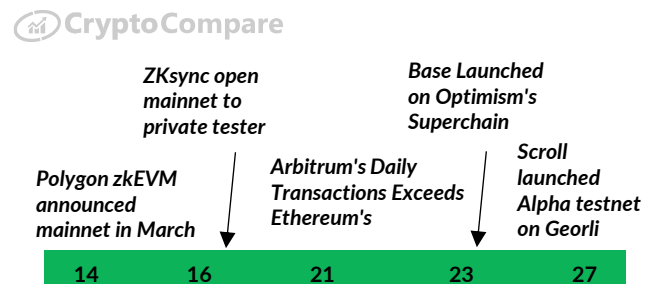 CryptoCompare
ZKsync open
mainnet to
private tester
Base Launched
on Optimism's
Superchain
Polygon zkEVM
announced
mainnet in March
Arbitrum's Daily
Transactions Exceeds
Ethereum's
Scroll
launched
Alpha testnet
on Georli
14 16 21 23 27